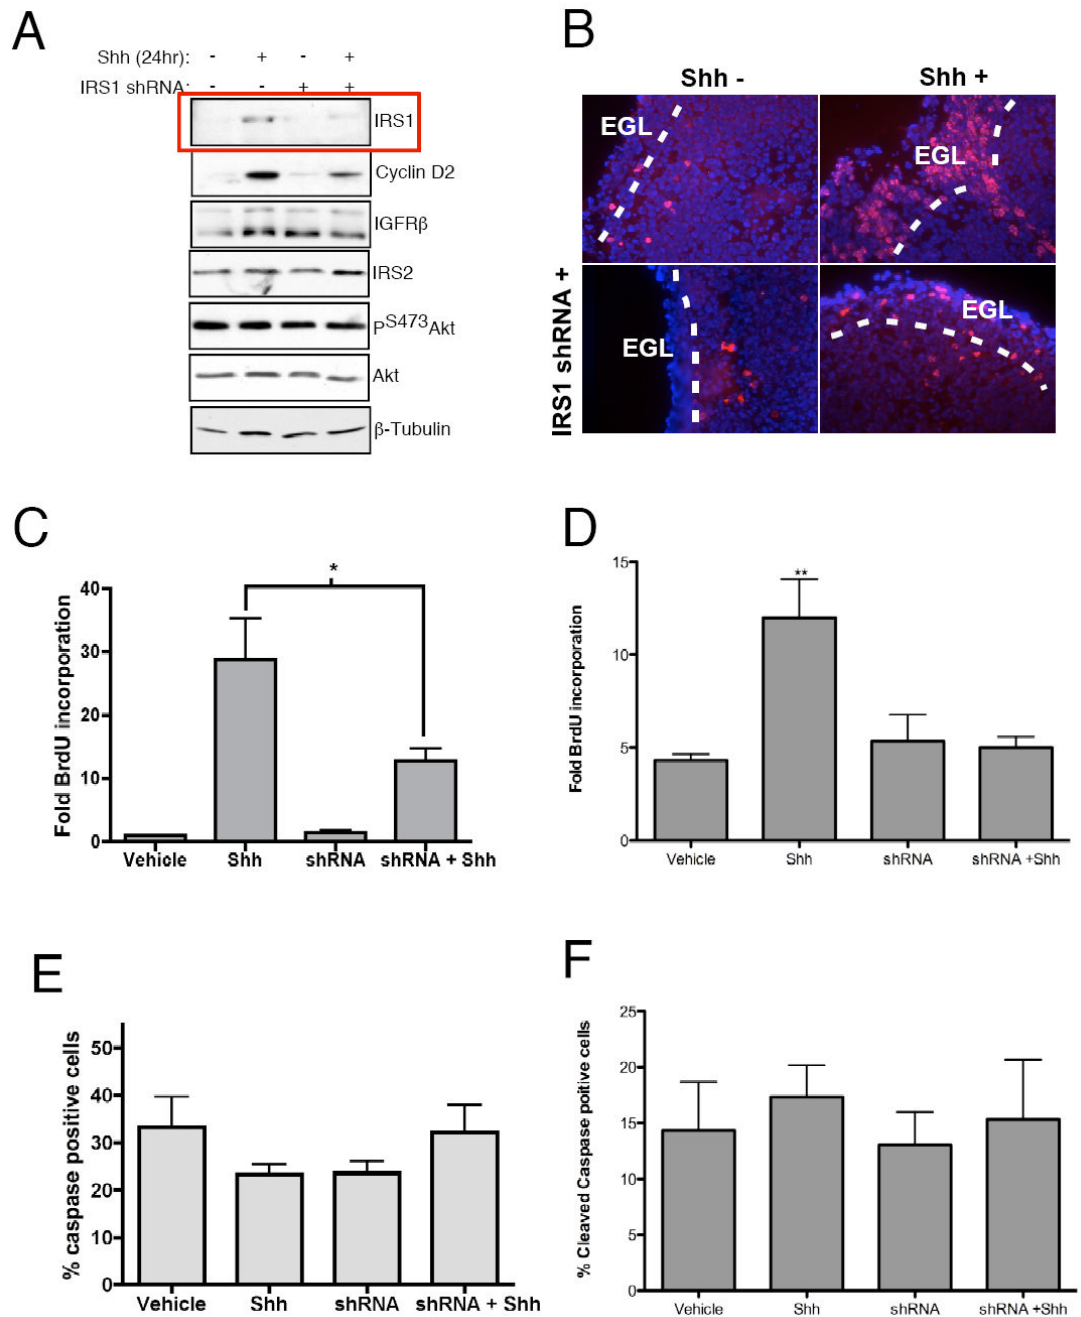 A
Shh (24hr): - + - +
IRS1 shRNA: - - + +
IRS1
Cyclin D2
IGFRβ
IRS2
PS473Akt
Akt
β-Tubulin
B
Shh - Shh +
EGL
EGL
IRS1 shRNA +
EGL
EGL
C
Fold BrdU incorporation
40
30
20
10
0
*
Vehicle Shh shRNA shRNA + Shh
D
Fold BrdU incorporation
15
10
5
0
**
Vehicle Shh shRNA shRNA +Shh
E
% caspase positive cells
50
40
30
20
10
0
Vehicle Shh shRNA shRNA + Shh
F
% Cleaved Caspase poitive cells
25
20
15
10
5
0
Vehicle Shh shRNA shRNA +Shh